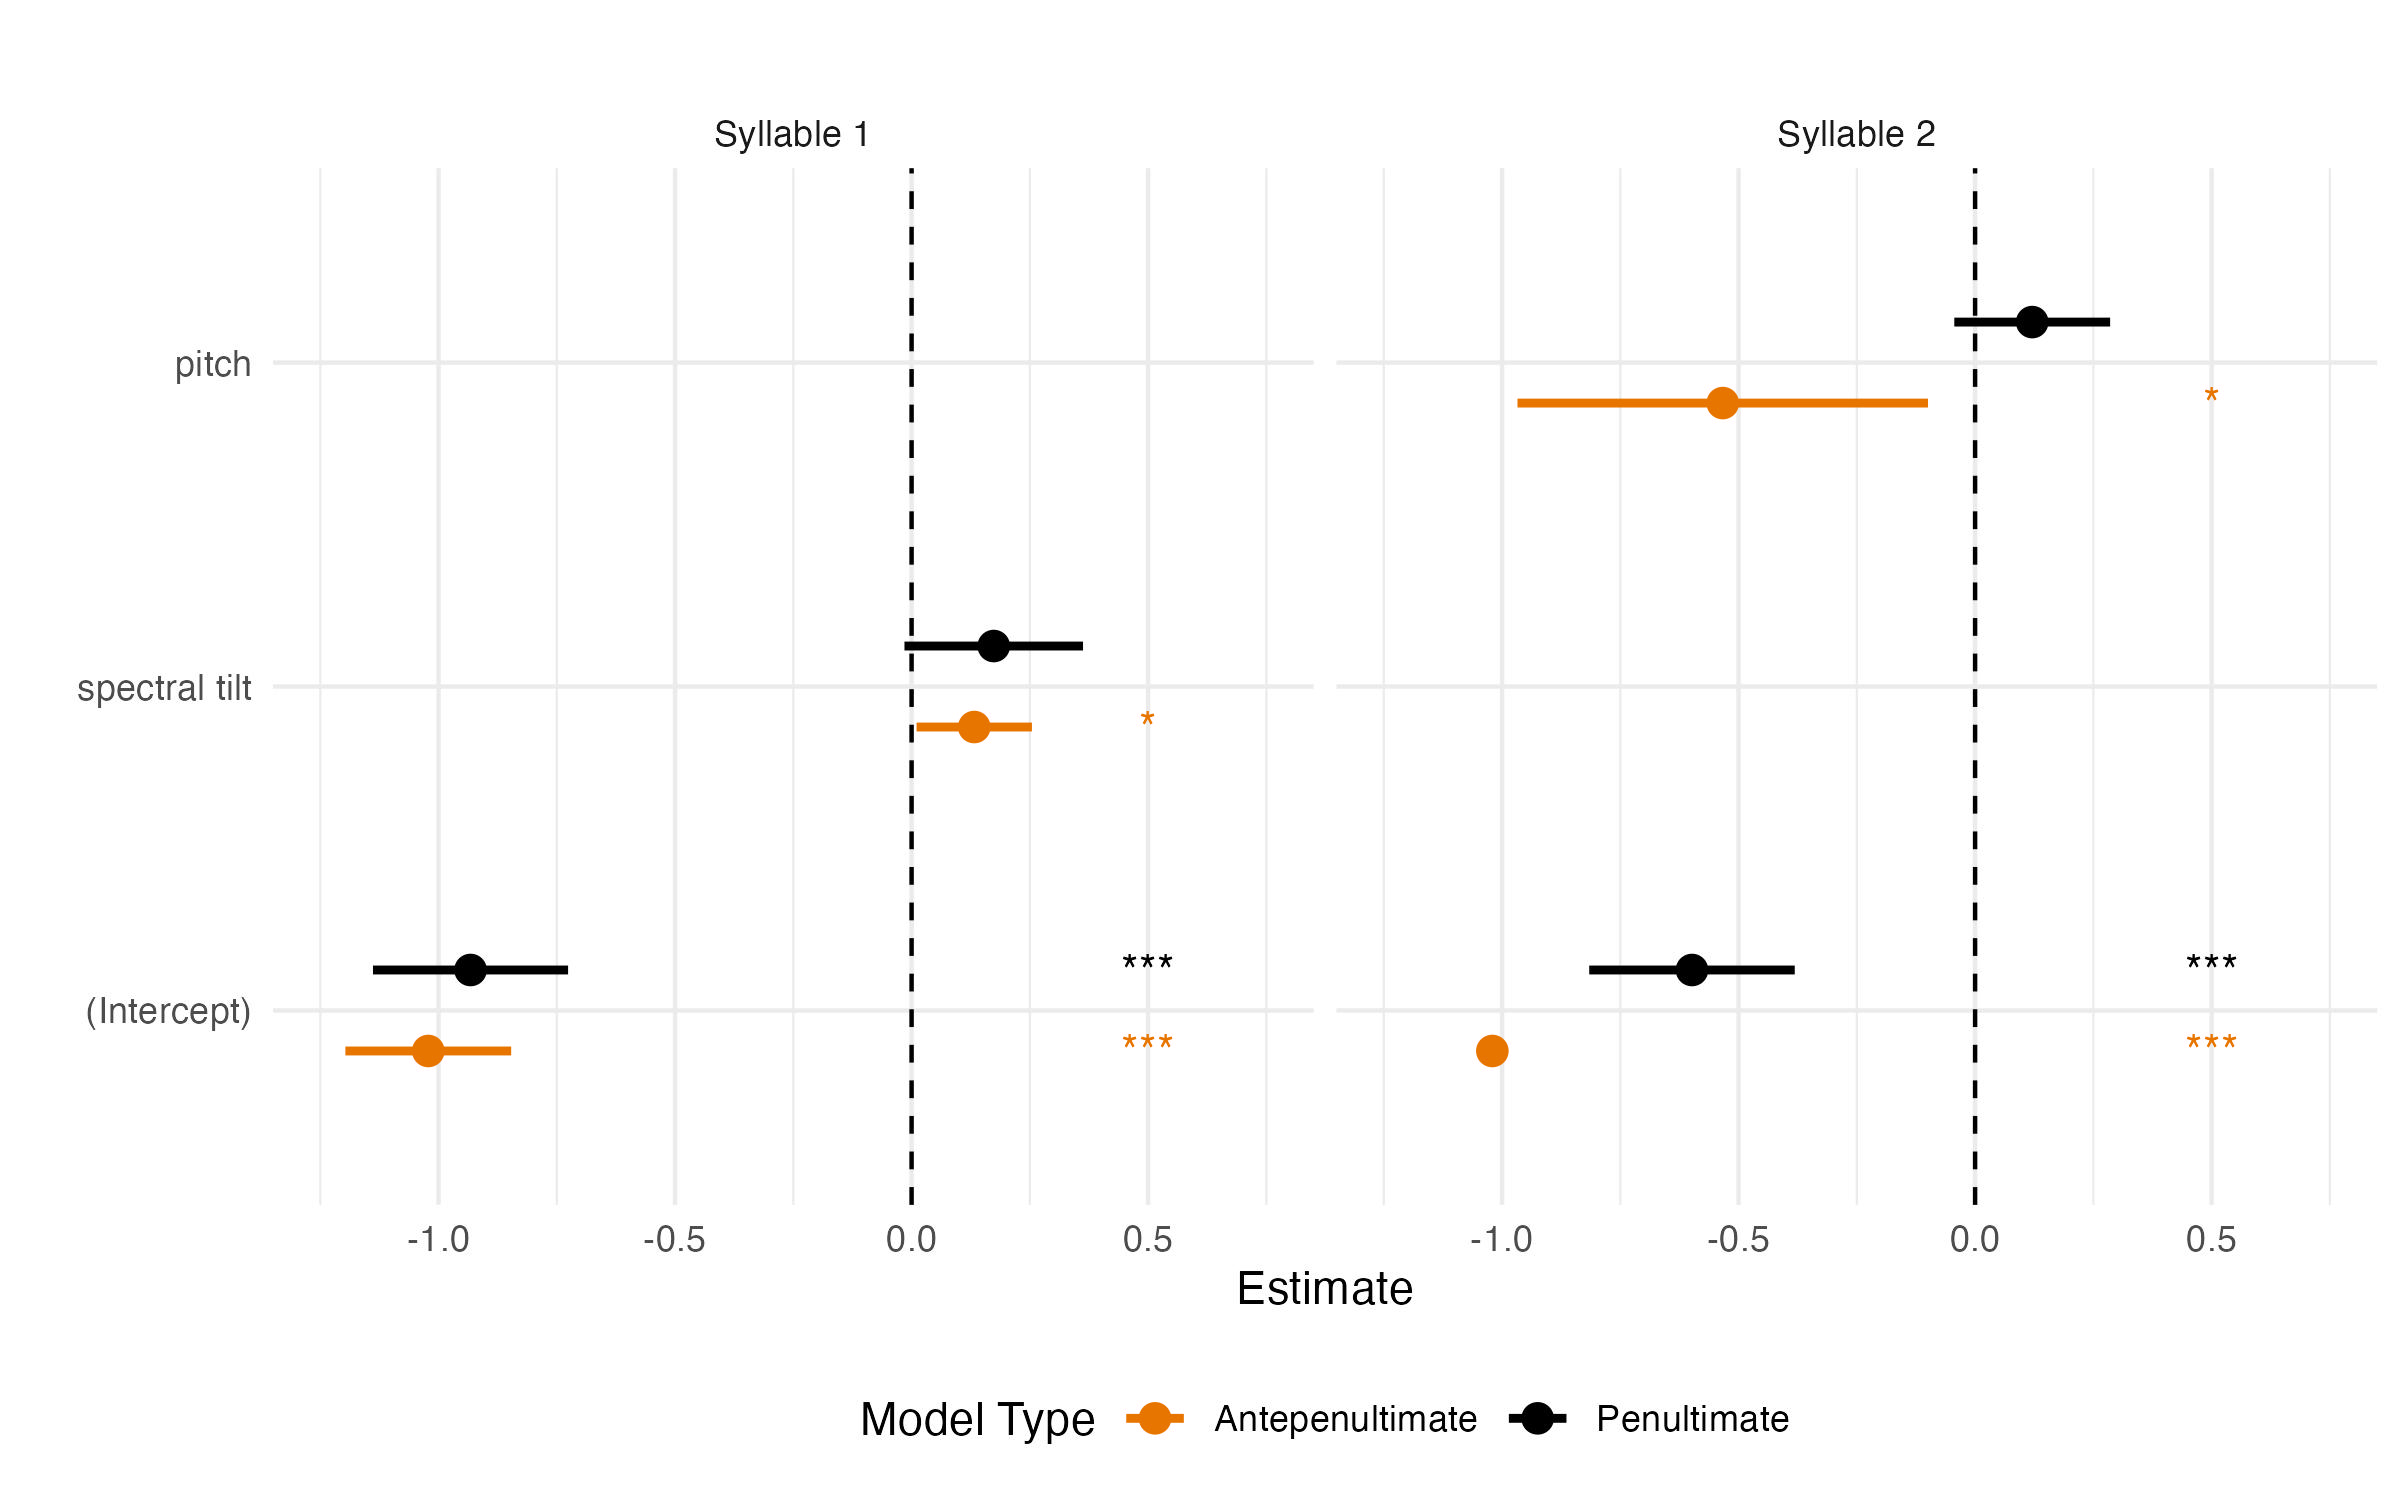 Syllable 1
Syllable 2
pitch
*
spectral tilt
*
(Intercept)
***
***
***
***
-1.0 -0.5 0.0 0.5
-1.0 -0.5 0.0 0.5
Estimate
Model Type Antepenultimate Penultimate